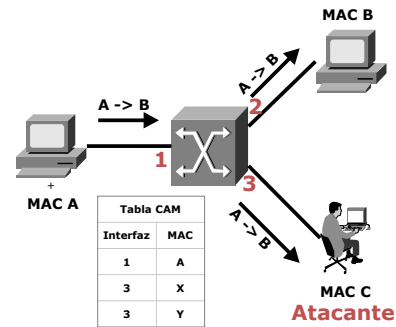 MAC B
A -> B
A -> B
2
1
3
+
MAC A
Tabla CAM
Interfaz MAC
1 A
3 X
3 Y
A -> B
MAC C
Atacante